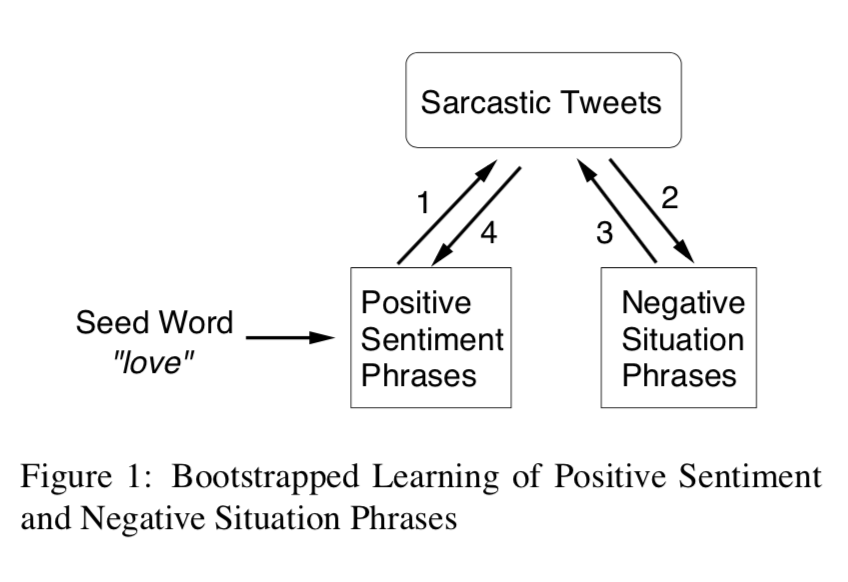 Sarcastic Tweets
1
4
3
2
Seed Word
"love"
Positive
Sentiment
Phrases
Negative
Situation
Phrases
Figure 1: Bootstrapped Learning of Positive Sentiment
and Negative Situation Phrases